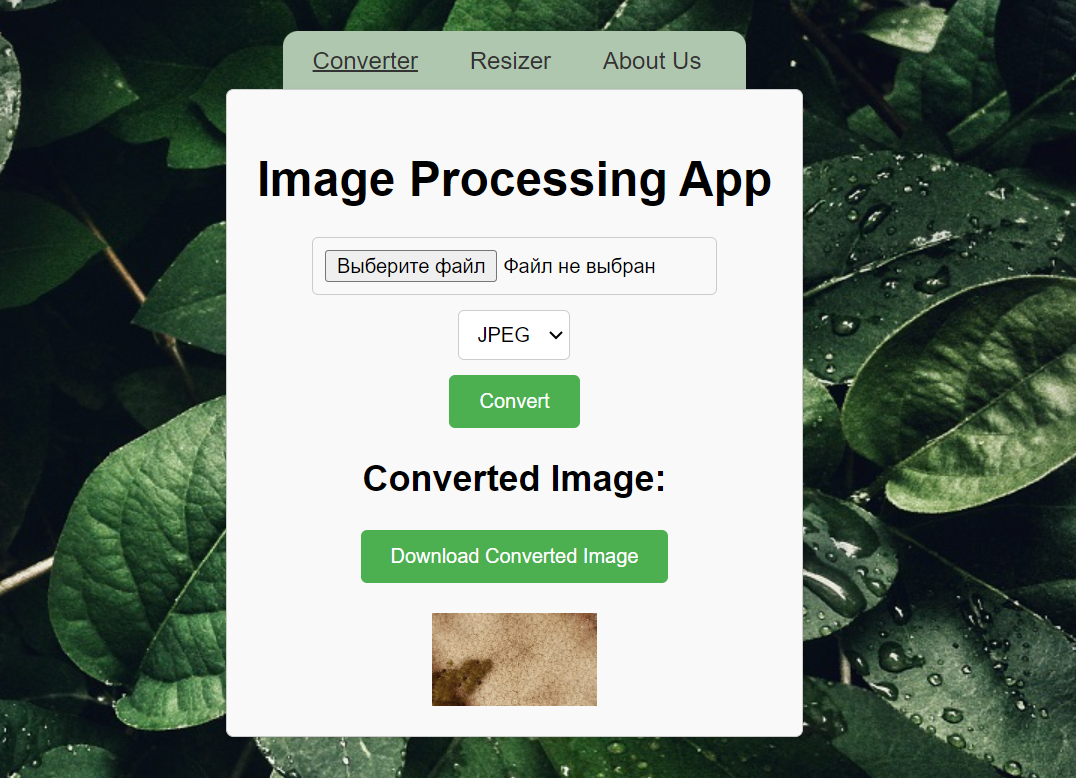 Converter Resizer About Us
Image Processing App
Выберите файл Файл не выбран
JPEG
Convert
Converted Image:
Download Converted Image